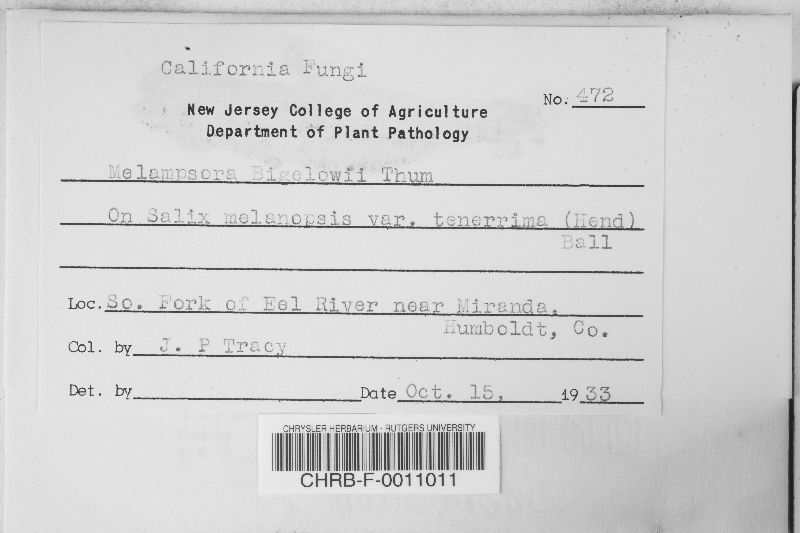 California Fungi
No. 472
New Jersey College of Agriculture
Department of Plant Pathology
Melampsora Bigelowii Thum
On Salix melanopsis var. tenerrima (Hend)
Ball
Loc. So. Fork of Eel River near Miranda,
Humboldt, Co.
Col. by J. P Tracy
Det. by Date Oct. 15, 1933
CHRYSLER HERBARIUM - RUTGERS UNIVERSITY
CHRB-F-0011011